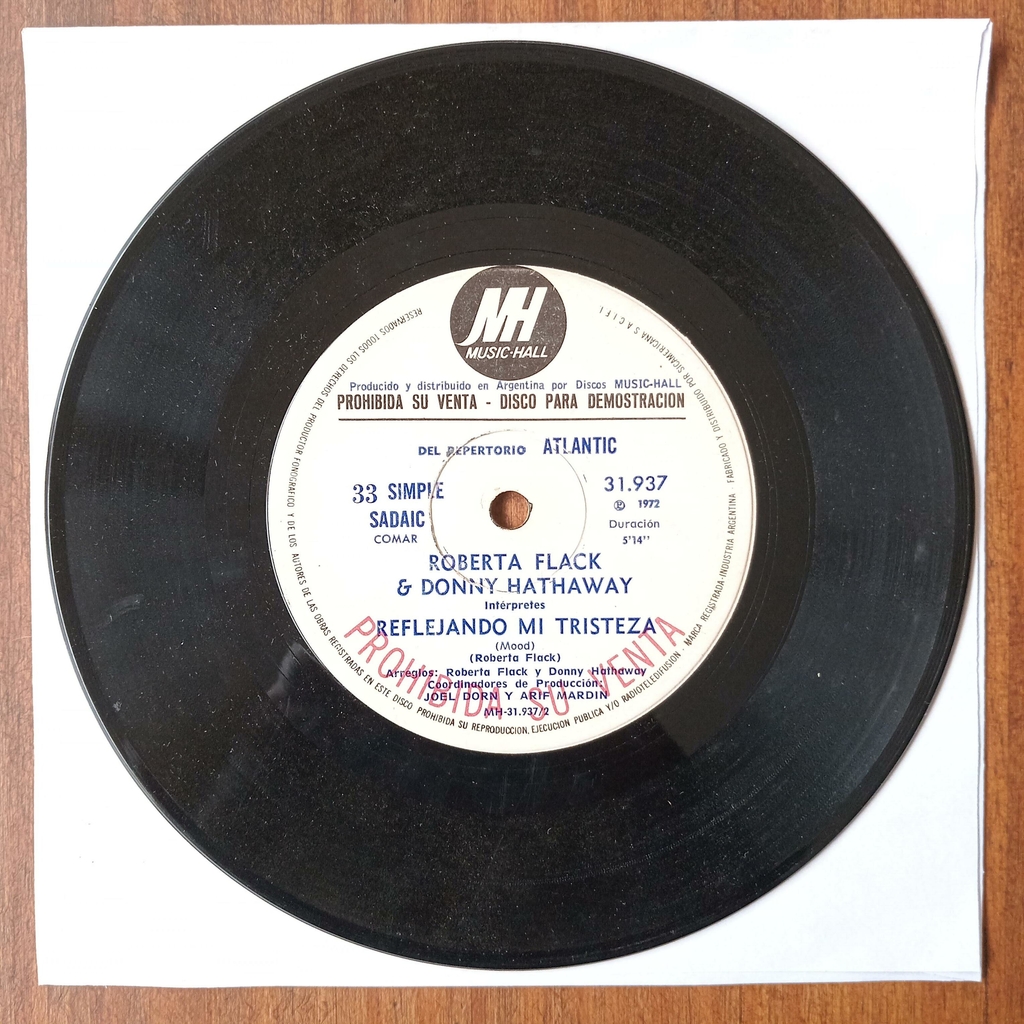 MH
MUSIC-HALL
Producido y distribuido en Argentina por Discos MUSIC-HALL
PROHIBIDA SU VENTA - DISCO PARA DEMOSTRACION
DEL REPERTORIO ATLANTIC
33 SIMPLE
SADAIC
COMAR
31.937
Ⓟ 1972
Duración
5'14''
ROBERTA FLACK
& DONNY HATHAWAY
Intérpretes
REFLEJANDO MI TRISTEZA
(Mood)
(Roberta Flack)
Arreglos: Roberta Flack y Donny Hathaway
Coordinadores de Producción
JOEL DORN Y ARIF MARDIN
MH-31.937/2
PROHIBIDA SU VENTA
RESERVADOS TODOS LOS DERECHOS DEL PRODUCTOR FONOGRAFICO Y DE LOS AUTORES DE LAS OBRAS REGISTRADAS EN ESTE DISCO PROHIBIDA SU REPRODUCCION, EJECUCION PUBLICA Y/O RADIOTELEDIFUSION - MARCA REGISTRADA-INDUSTRIA ARGENTINA FABRICADO Y DISTRIBUIDO POR SICAMERICANA S A C I F I